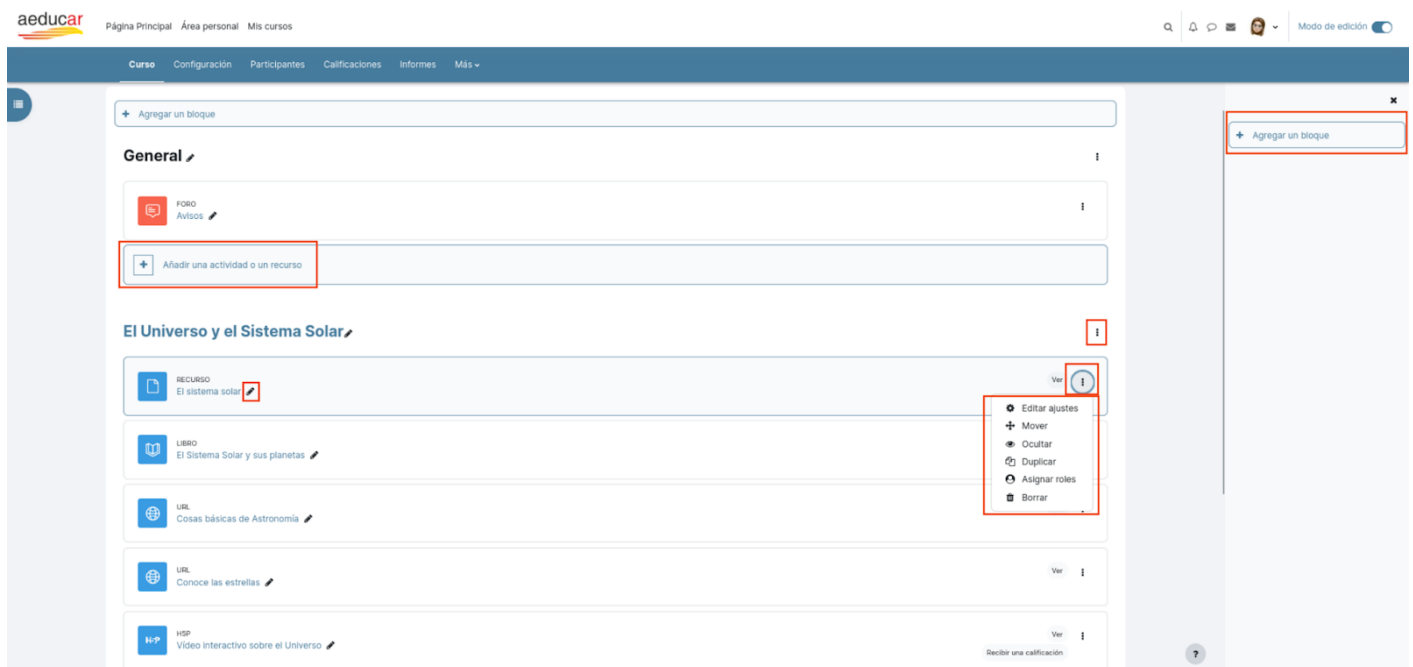 aeducar
Página Principal Área personal Mis cursos
Modo de edición
Curso Configuración Participantes Calificaciones Informes Más
+ Agregar un bloque
+ Agregar un bloque
General
FORO
Avisos
+ Añadir una actividad o un recurso
El Universo y el Sistema Solar
RECURSO
El sistema solar
Ver
Editar ajustes
Mover
Ocultar
Duplicar
Asignar roles
Borrar
LIBRO
El Sistema Solar y sus planetas
URL
Cosas básicas de Astronomía
URL
Conoce las estrellas
Ver
H5P
H5P
Vídeo interactivo sobre el Universo
Ver
Recibir una calificación
?